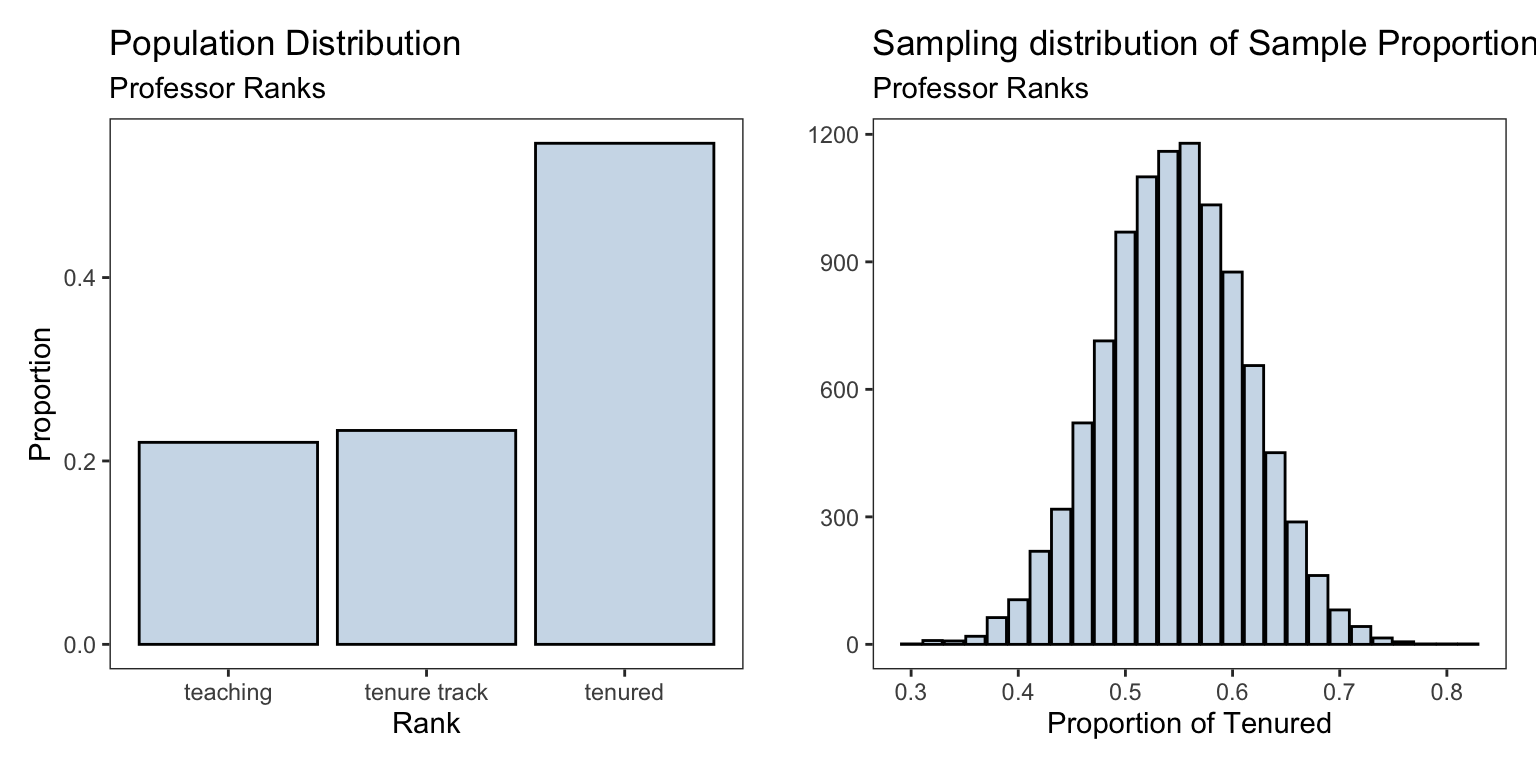 Population Distribution
Professor Ranks
Proportion
0.4
0.2
0.0
teaching
tenure track
tenured
Rank
Sampling distribution of Sample Proportion
Professor Ranks
1200
900
600
300
0
0.3
0.4
0.5
0.6
0.7
0.8
Proportion of Tenured